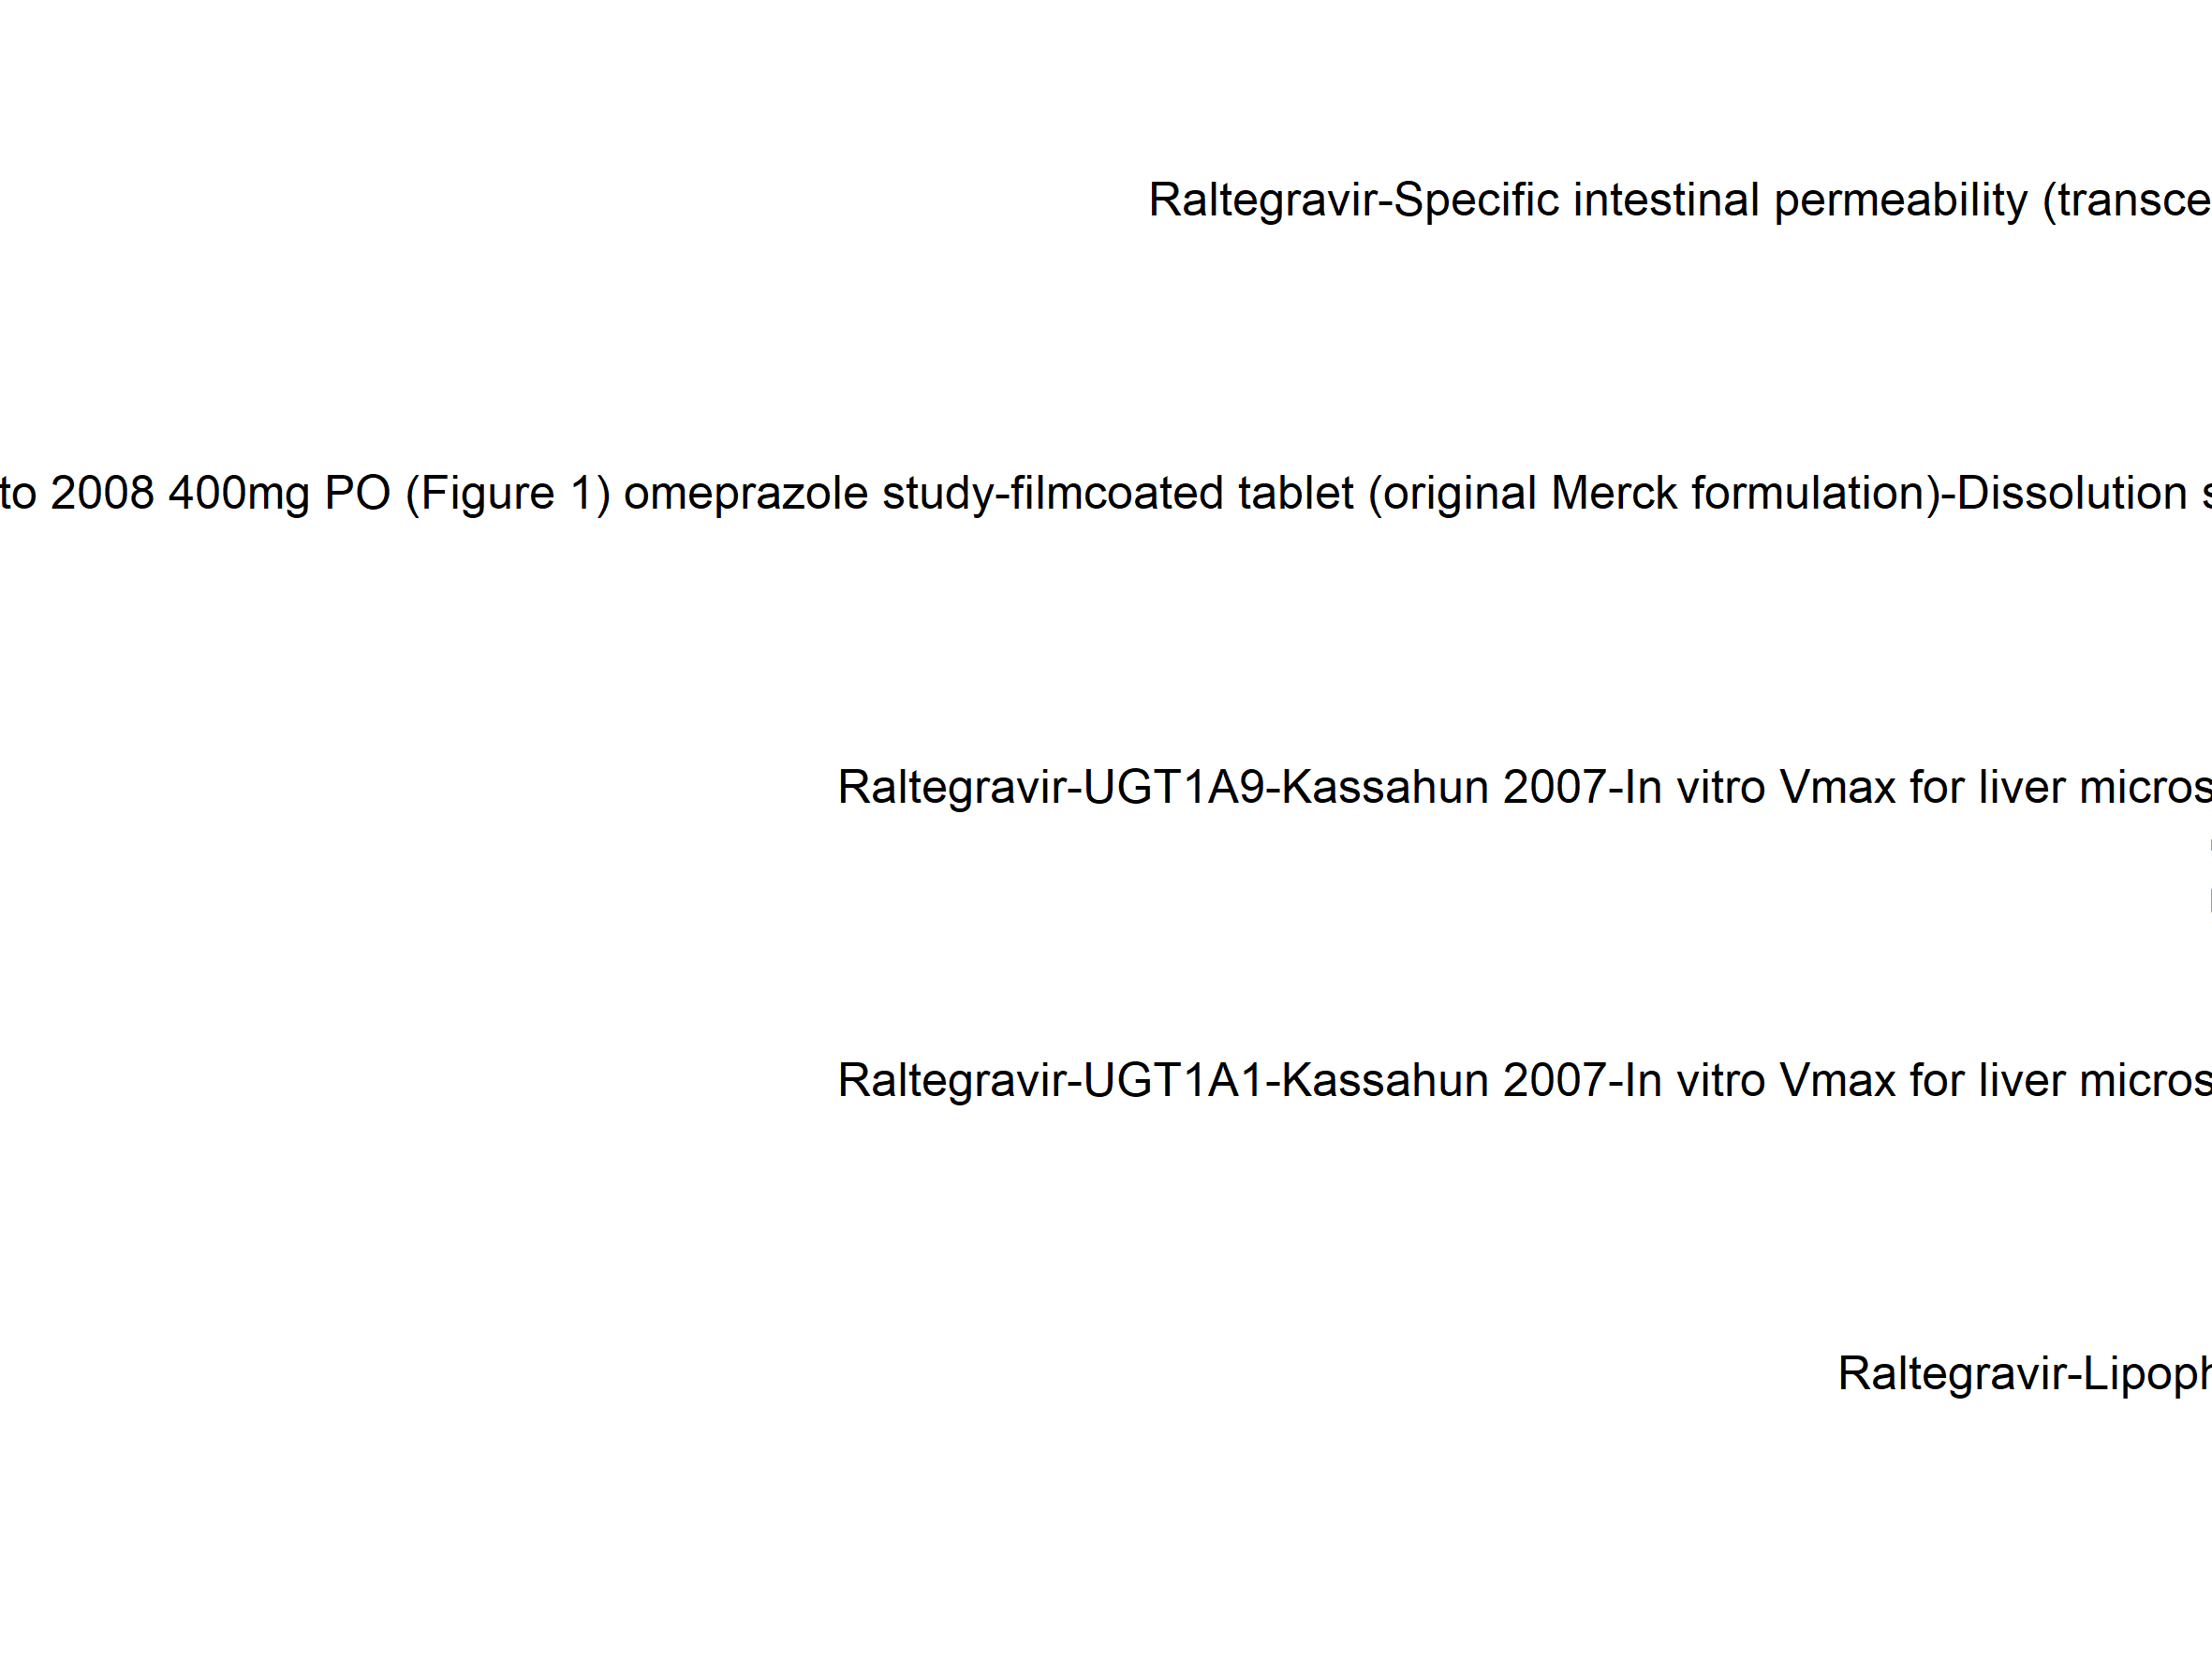 Raltegravir-Specific intestinal permeability (transce
to 2008 400mg PO (Figure 1) omeprazole study-filmcoated tablet (original Merck formulation)-Dissolution s
Raltegravir-UGT1A9-Kassahun 2007-In vitro Vmax for liver micros
Raltegravir-UGT1A1-Kassahun 2007-In vitro Vmax for liver micros
Raltegravir-Lipoph